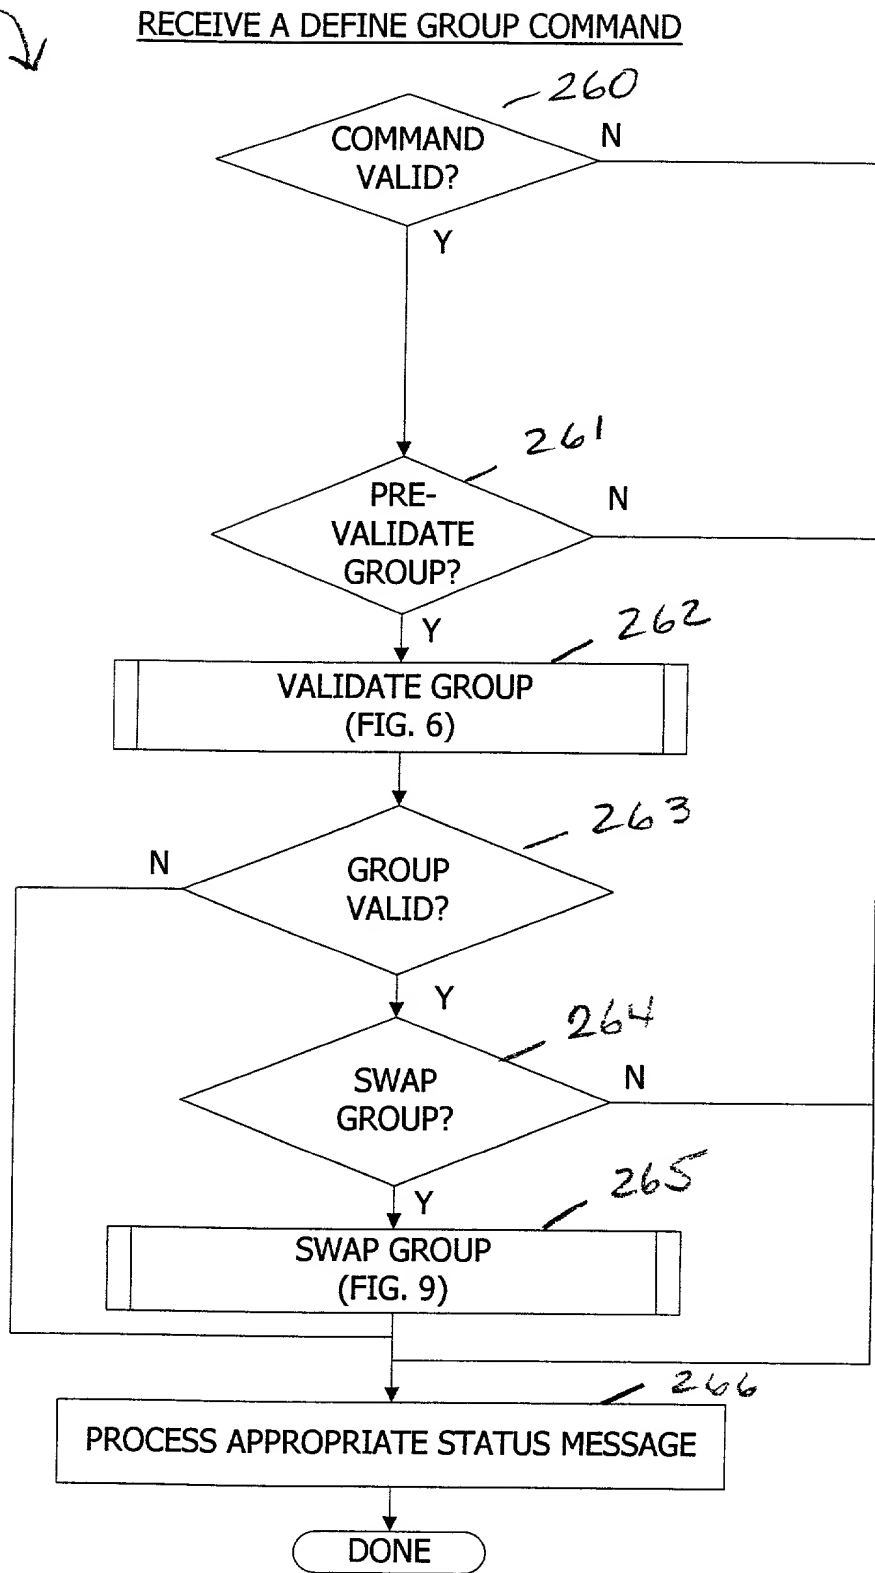 RECEIVE A DEFINE GROUP COMMAND
260
COMMAND
VALID?
N
Y
261
PRE-
VALIDATE
GROUP?
N
Y
262
VALIDATE GROUP
(FIG. 6)
263
N
GROUP
VALID?
Y
264
SWAP
GROUP?
N
Y
265
SWAP GROUP
(FIG. 9)
266
PROCESS APPROPRIATE STATUS MESSAGE
DONE